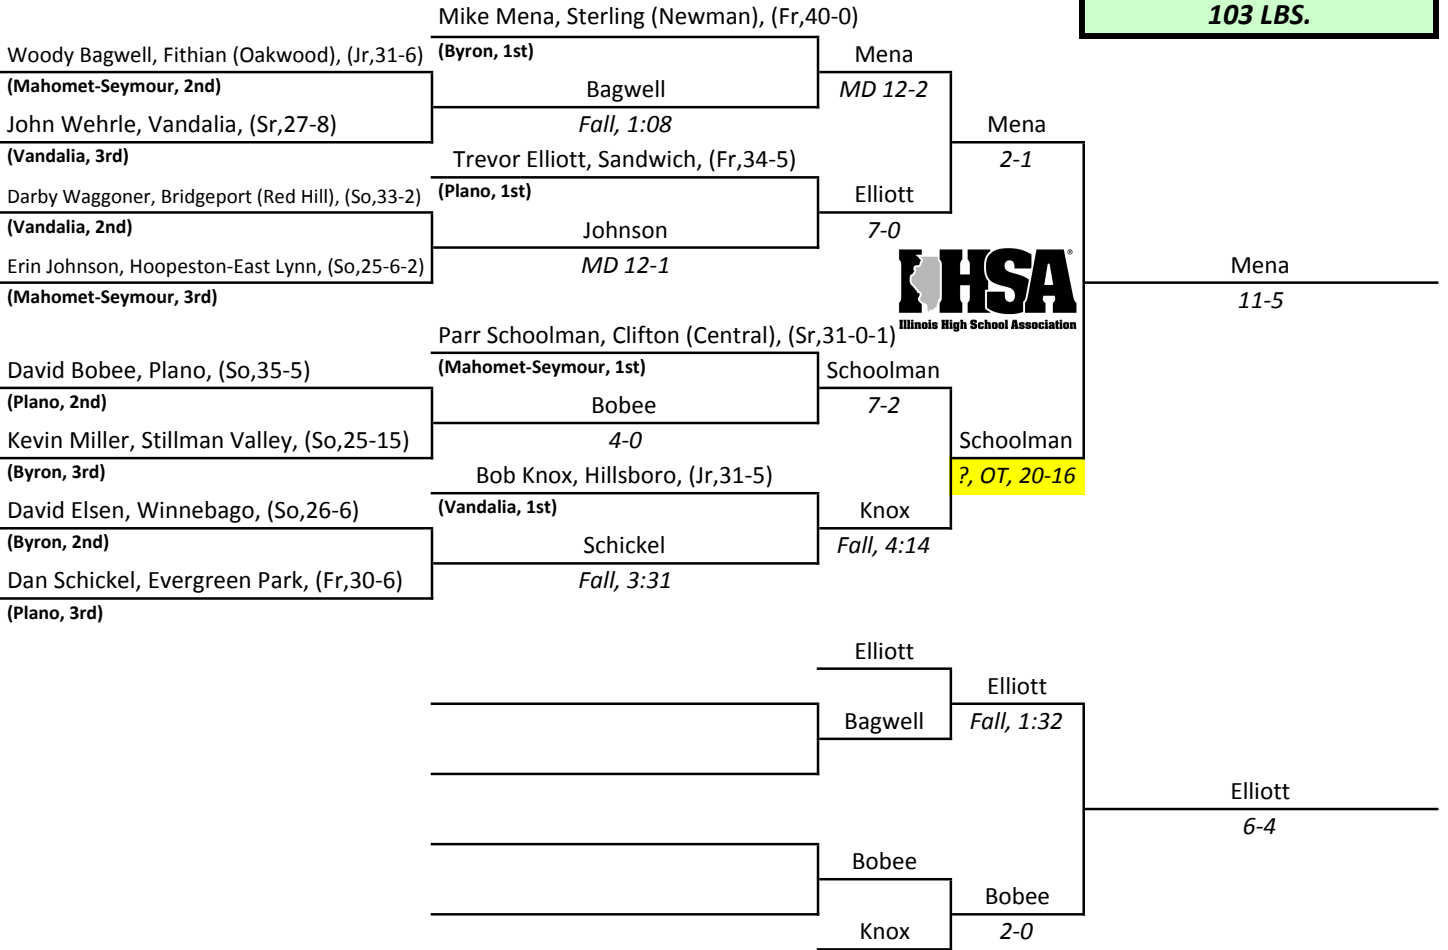 103 LBS.
Mike Mena, Sterling (Newman), (Fr,40-0)
Woody Bagwell, Fithian (Oakwood), (Jr,31-6)
(Byron, 1st)
Mena
(Mahomet-Seymour, 2nd)
Bagwell
MD 12-2
John Wehrle, Vandalia, (Sr,27-8)
Fall, 1:08
Mena
(Vandalia, 3rd)
Trevor Elliott, Sandwich, (Fr,34-5)
2-1
Darby Waggoner, Bridgeport (Red Hill), (So,33-2)
(Plano, 1st)
Elliott
(Vandalia, 2nd)
Johnson
7-0
Erin Johnson, Hoopeston-East Lynn, (So,25-6-2)
MD 12-1
IHSA®
Mena
(Mahomet-Seymour, 3rd)
11-5
Illinois High School Association
Parr Schoolman, Clifton (Central), (Sr,31-0-1)
David Bobee, Plano, (So,35-5)
(Mahomet-Seymour, 1st)
Schoolman
(Plano, 2nd)
Bobee
7-2
Kevin Miller, Stillman Valley, (So,25-15)
4-0
Schoolman
(Byron, 3rd)
Bob Knox, Hillsboro, (Jr,31-5)
?, OT, 20-16
David Elsen, Winnebago, (So,26-6)
(Vandalia, 1st)
Knox
(Byron, 2nd)
Schickel
Fall, 4:14
Dan Schickel, Evergreen Park, (Fr,30-6)
Fall, 3:31
(Plano, 3rd)
Elliott
Elliott
Bagwell
Fall, 1:32
Elliott
6-4
Bobee
Bobee
Knox
2-0